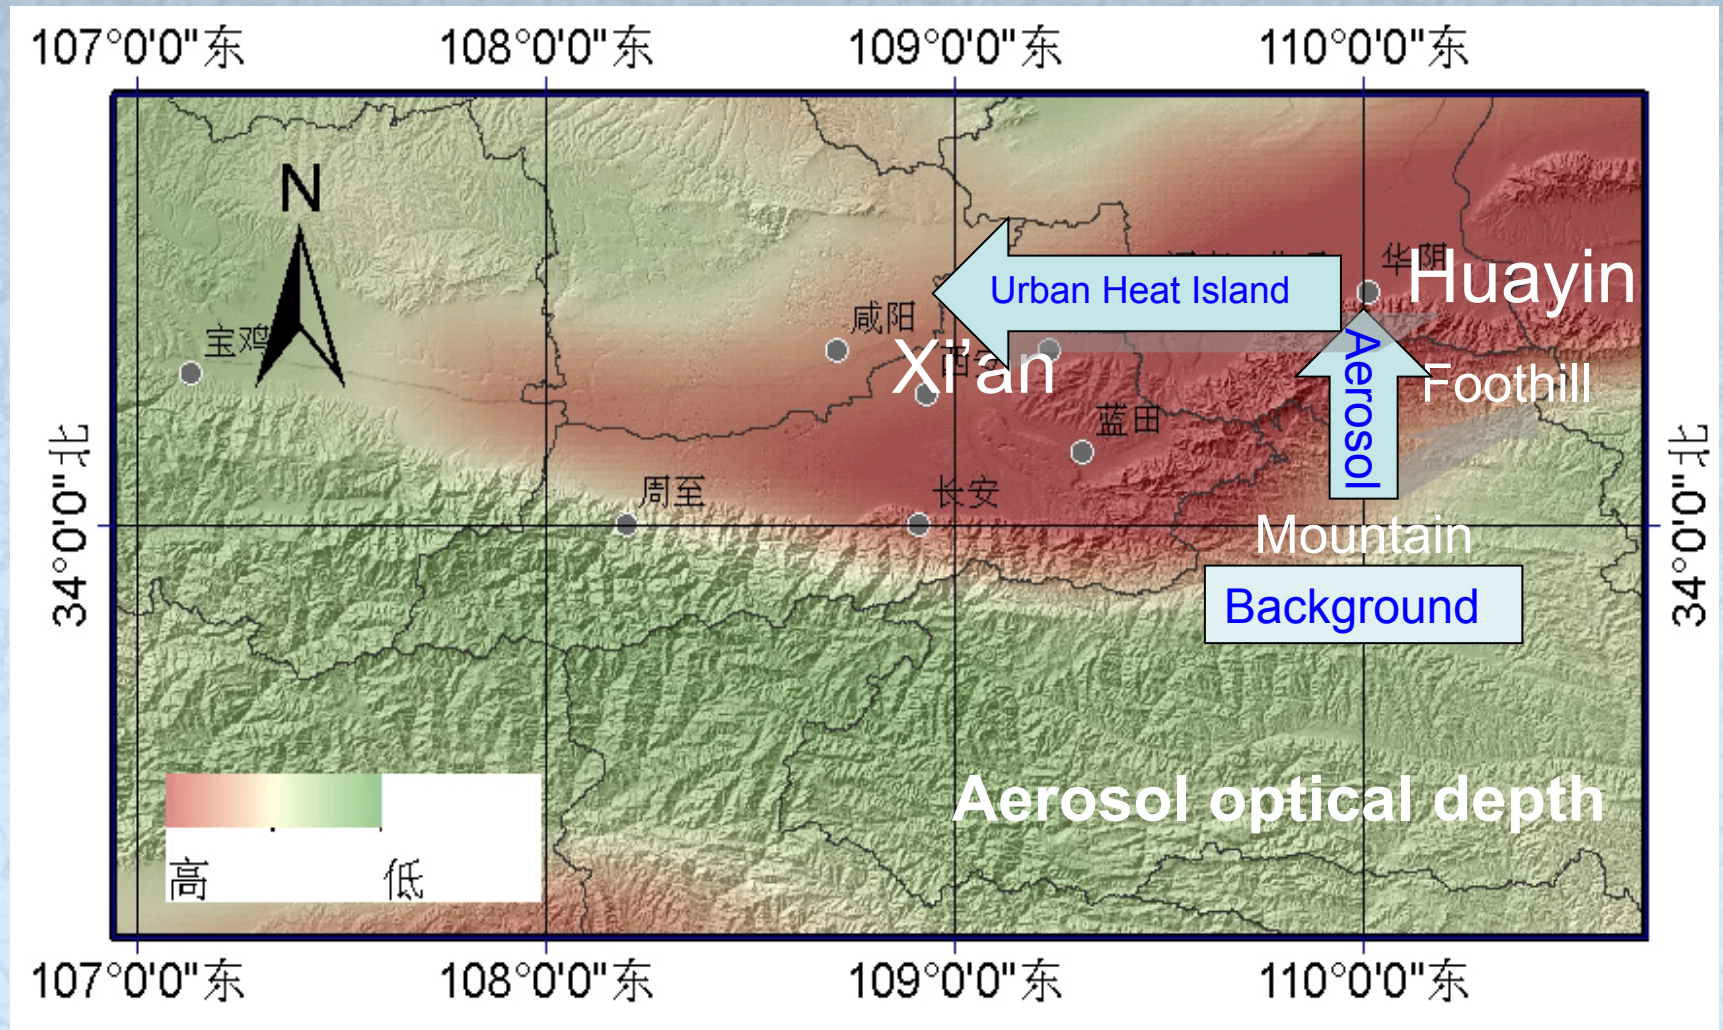 107°0'0"东 108°0'0"东 109°0'0"东 110°0'0"东
N
华阴
Huayin
Urban Heat Island
咸阳
宝鸡
西安
Xi'an
Aerosol
Foothill
蓝田
34°0'0"北
34°0'0"北
周至
长安
Mountain
Background
Aerosol optical depth
高 低
107°0'0"东 108°0'0"东 109°0'0"东 110°0'0"东